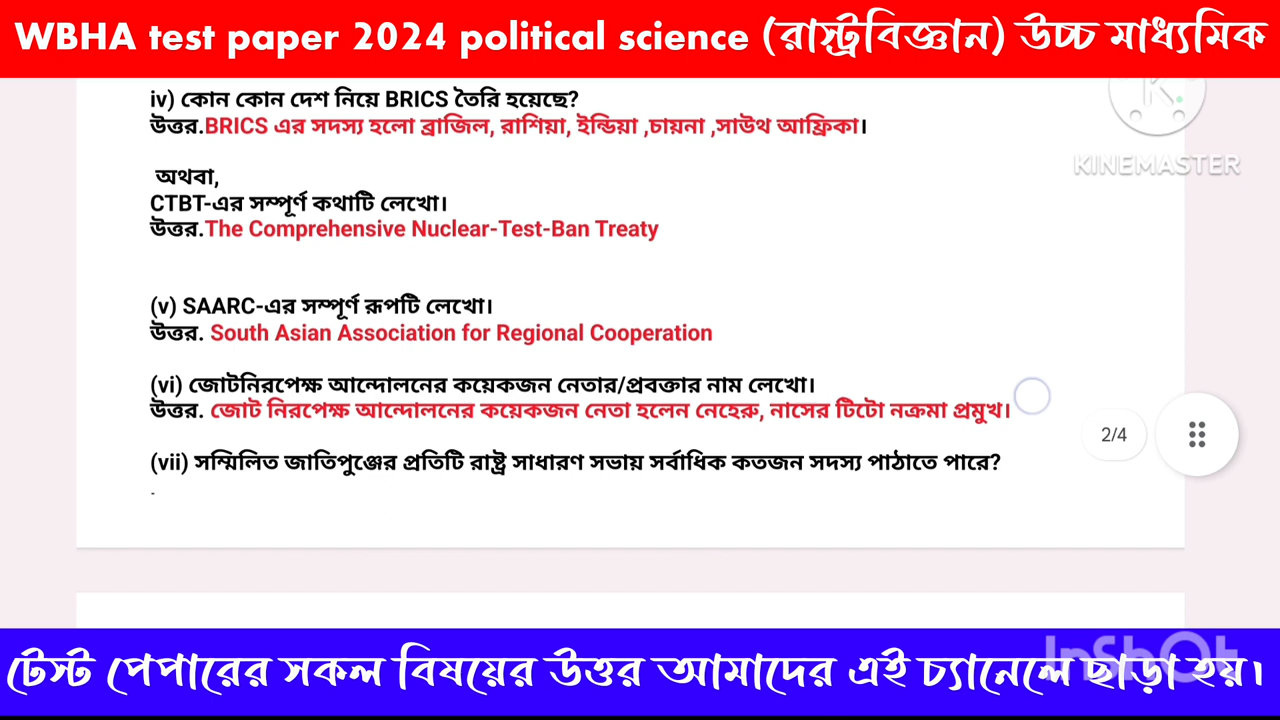 WBHA test paper 2024 political science (রাস্ট্রবিজ্ঞান) উচ্চ মাধ্যমিক
iv) কোন কোন দেশ নিয়ে BRICS তৈরি হয়েছে?
উত্তর.BRICS এর সদস্য হলো ব্রাজিল, রাশিয়া, ইন্ডিয়া ,চায়না ,সাউথ আফ্রিকা।
KINEMASTER
অথবা,
CTBT-এর সম্পূর্ণ কথাটি লেখো।
উত্তর.The Comprehensive Nuclear-Test-Ban Treaty
(v) SAARC-এর সম্পূর্ণ রূপটি লেখো।
উত্তর. South Asian Association for Regional Cooperation
(vi) জোটনিরপেক্ষ আন্দোলনের কয়েকজন নেতার/প্রবক্তার নাম লেখো।
উত্তর. জোট নিরপেক্ষ আন্দোলনের কয়েকজন নেতা হলেন নেহেরু, নাসের টিটো নক্রমা প্রমুখ।
2/4
(vii) সম্মিলিত জাতিপুঞ্জের প্রতিটি রাষ্ট্র সাধারণ সভায় সর্বাধিক কতজন সদস্য পাঠাতে পারে?
InShOt
টেস্ট পেপারের সকল বিষয়ের উত্তর আমাদের এই চ্যানেলে ছাড়া হয়।